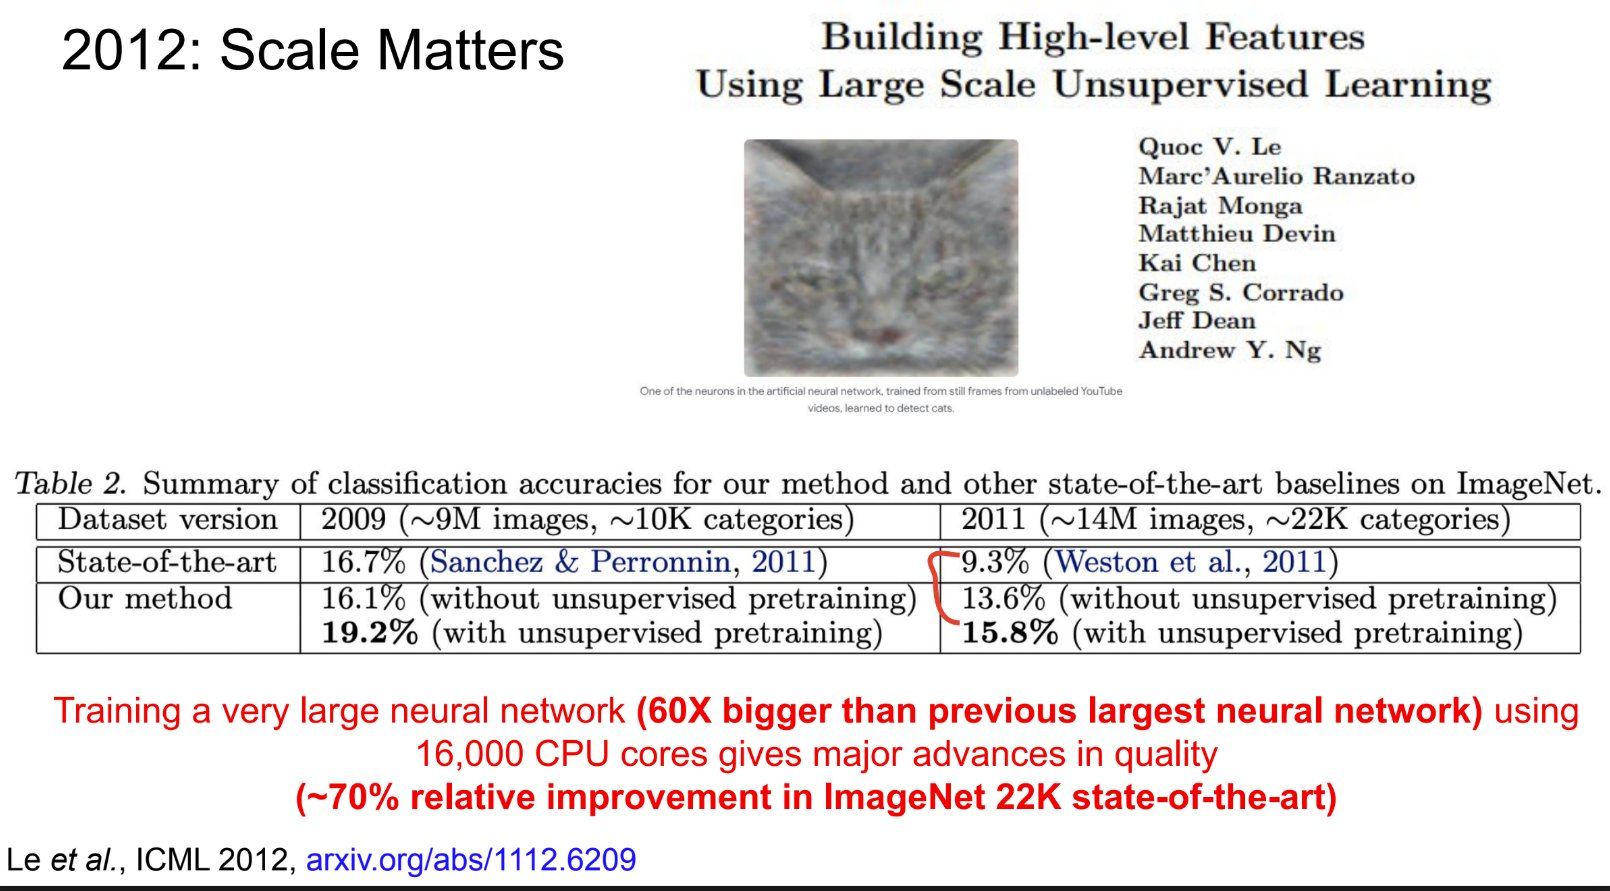 2012: Scale Matters
Building High-level Features
Using Large Scale Unsupervised Learning
Quoc V. Le
Marc'Aurelio Ranzato
Rajat Monga
Matthieu Devin
Kai Chen
Greg S. Corrado
Jeff Dean
Andrew Y. Ng
One of the neurons in the artificial neural network, trained from still frames from unlabeled YouTube
videos, learned to detect cats.
Table 2. Summary of classification accuracies for our method and other state-of-the-art baselines on ImageNet.
Dataset version 2009 (~9M images, ~10K categories) 2011 (~14M images, ~22K categories)
State-of-the-art 16.7% (Sanchez & Perronnin, 2011) 9.3% (Weston et al., 2011)
Our method 16.1% (without unsupervised pretraining) 13.6% (without unsupervised pretraining)
19.2% (with unsupervised pretraining) 15.8% (with unsupervised pretraining)
Training a very large neural network (60X bigger than previous largest neural network) using
16,000 CPU cores gives major advances in quality
(~70% relative improvement in ImageNet 22K state-of-the-art)
Le et al., ICML 2012, arxiv.org/abs/1112.6209